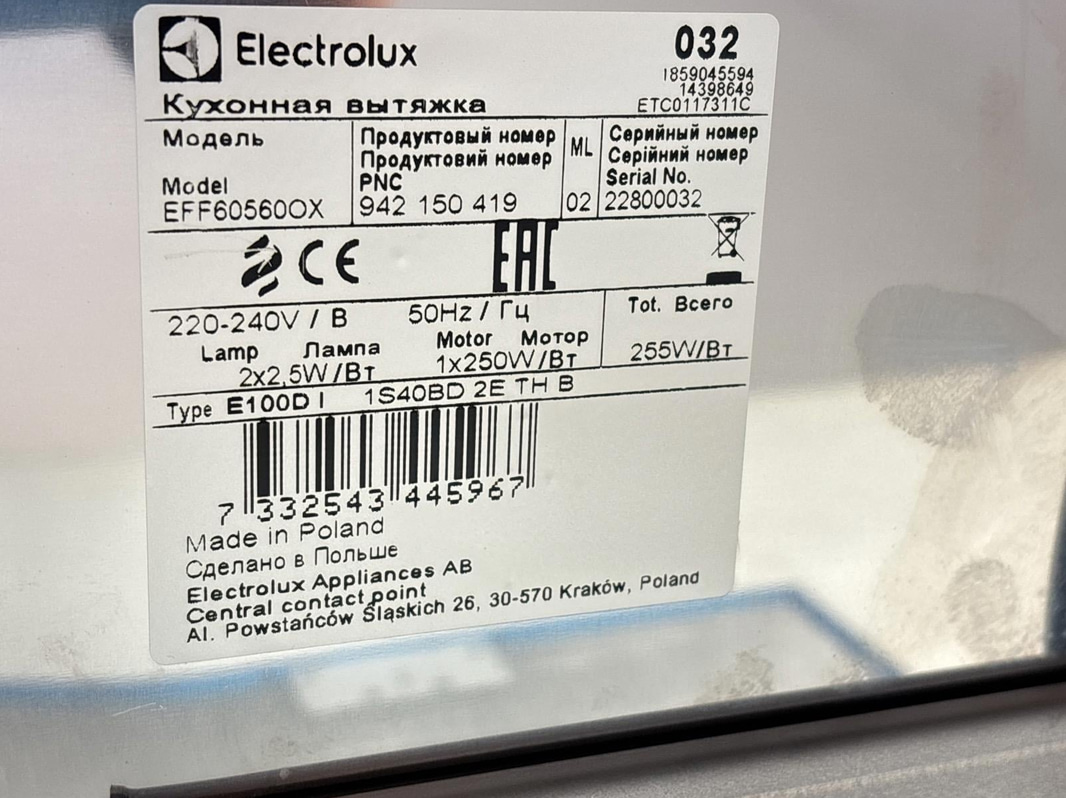 Electrolux
032
1859045594
14398649
ETC0117311C
Кухонная вытяжка
Модель
Model
EFF60560OX
Продуктовый номер
Продуктовий номер
PNC
942 150 419
ML
02
Серийный номер
Серійний номер
Serial No.
22800032
CE
EAC
220-240V / В
50Hz / Гц
Lamp Лампа
2x2,5W/Вт
Motor Мотор
1x250W/Вт
Tot. Всего
255W/Вт
Type E100D I 1S40BD 2E TH B
7 332543 445967
Made in Poland
Сделано в Польше
Electrolux Appliances AB
Central contact point
Al. Powstańców Śląskich 26, 30-570 Kraków, Poland